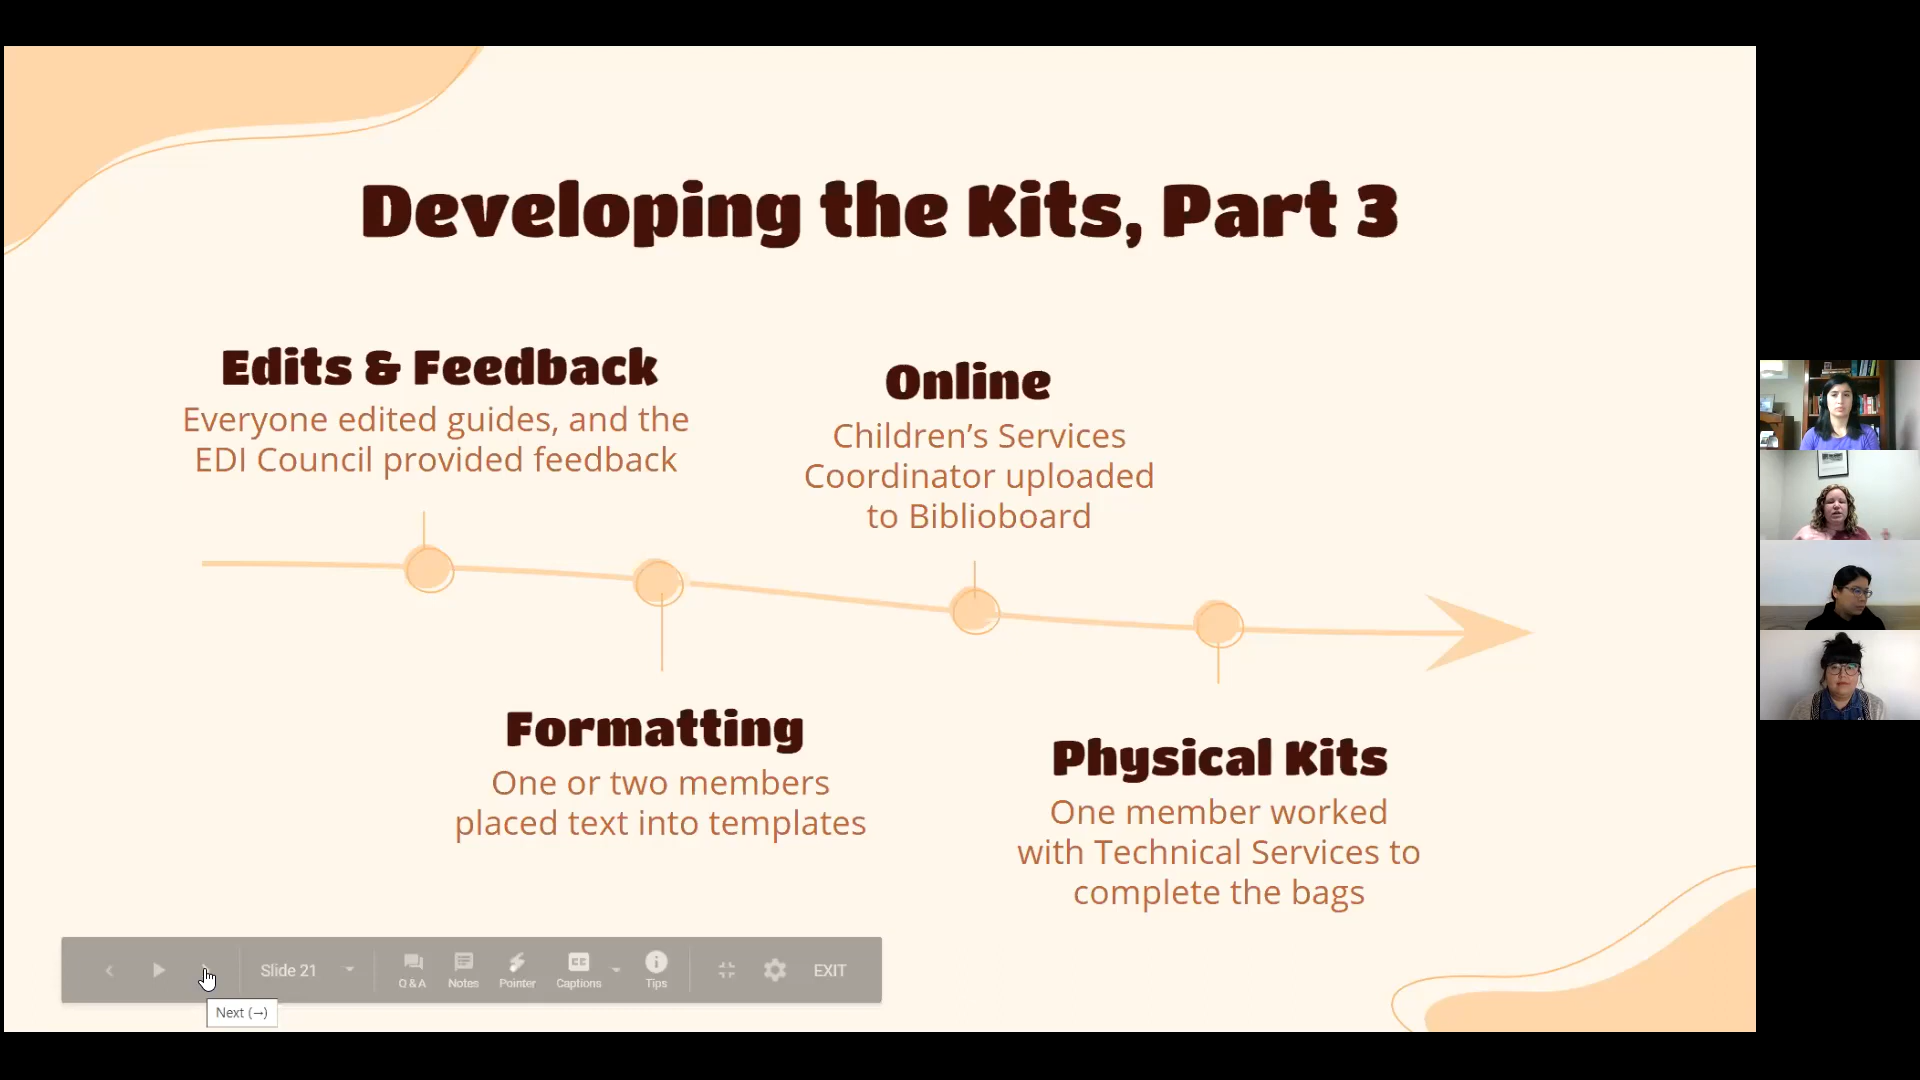 Developing the Kits, Part 3
Edits & Feedback
Everyone edited guides, and the
EDI Council provided feedback
Online
Children’s Services
Coordinator uploaded
to Biblioboard
Formatting
One or two members
placed text into templates
Physical Kits
One member worked
with Technical Services to
complete the bags
Slide 21
Q & A
Notes
Pointer
CC
Captions
Tips
EXIT
Next (→)